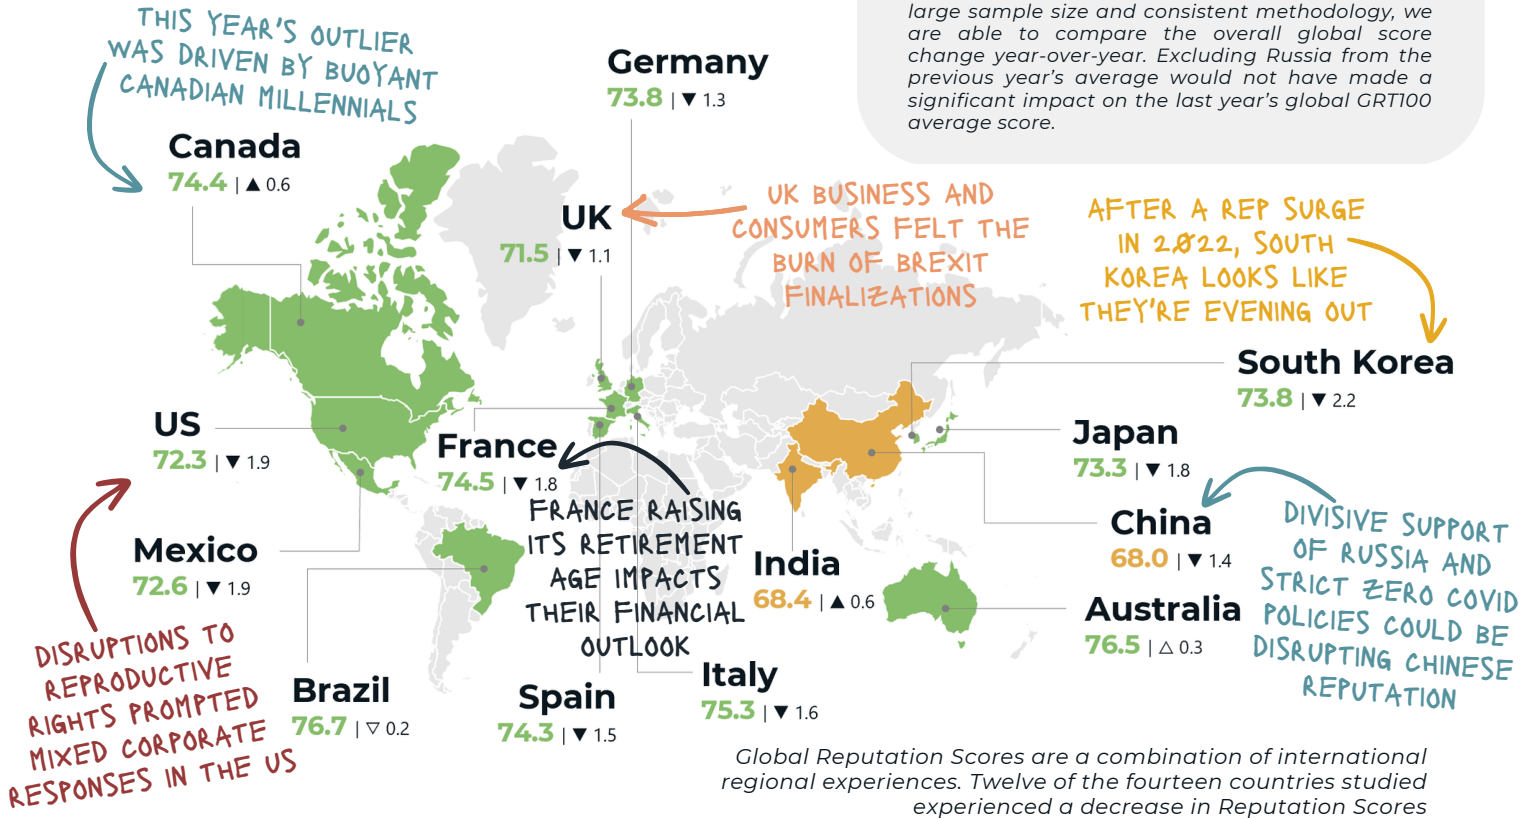 THIS YEAR'S OUTLIER
WAS DRIVEN BY BUOYANT
CANADIAN MILLENNIALS
Canada
74.4 | ▲ 0.6
Germany
73.8 | ▼ 1.3
large sample size and consistent methodology, we
are able to compare the overall global score
change year-over-year. Excluding Russia from the
previous year's average would not have made a
significant impact on the last year's global GRT100
average score.
UK
71.5 | ▼ 1.1
UK BUSINESS AND
CONSUMERS FELT THE
BURN OF BREXIT
FINALIZATIONS
AFTER A REP SURGE
IN 2022, SOUTH
KOREA LOOKS LIKE
THEY'RE EVENING OUT
South Korea
73.8 | ▼ 2.2
US
72.3 | ▼ 1.9
France
74.5 | ▼ 1.8
FRANCE RAISING
ITS RETIREMENT
AGE IMPACTS
THEIR FINANCIAL
OUTLOOK
Japan
73.3 | ▼ 1.8
China
68.0 | ▼ 1.4
DIVISIVE SUPPORT
OF RUSSIA AND
STRICT ZERO COVID
POLICIES COULD BE
DISRUPTING CHINESE
REPUTATION
Mexico
72.6 | ▼ 1.9
India
68.4 | ▲ 0.6
Australia
76.5 | △ 0.3
DISRUPTIONS TO
REPRODUCTIVE
RIGHTS PROMPTED
MIXED CORPORATE
RESPONSES IN THE US
Brazil
76.7 | ▽ 0.2
Spain
74.3 | ▼ 1.5
Italy
75.3 | ▼ 1.6
Global Reputation Scores are a combination of international
regional experiences. Twelve of the fourteen countries studied
experienced a decrease in Reputation Scores